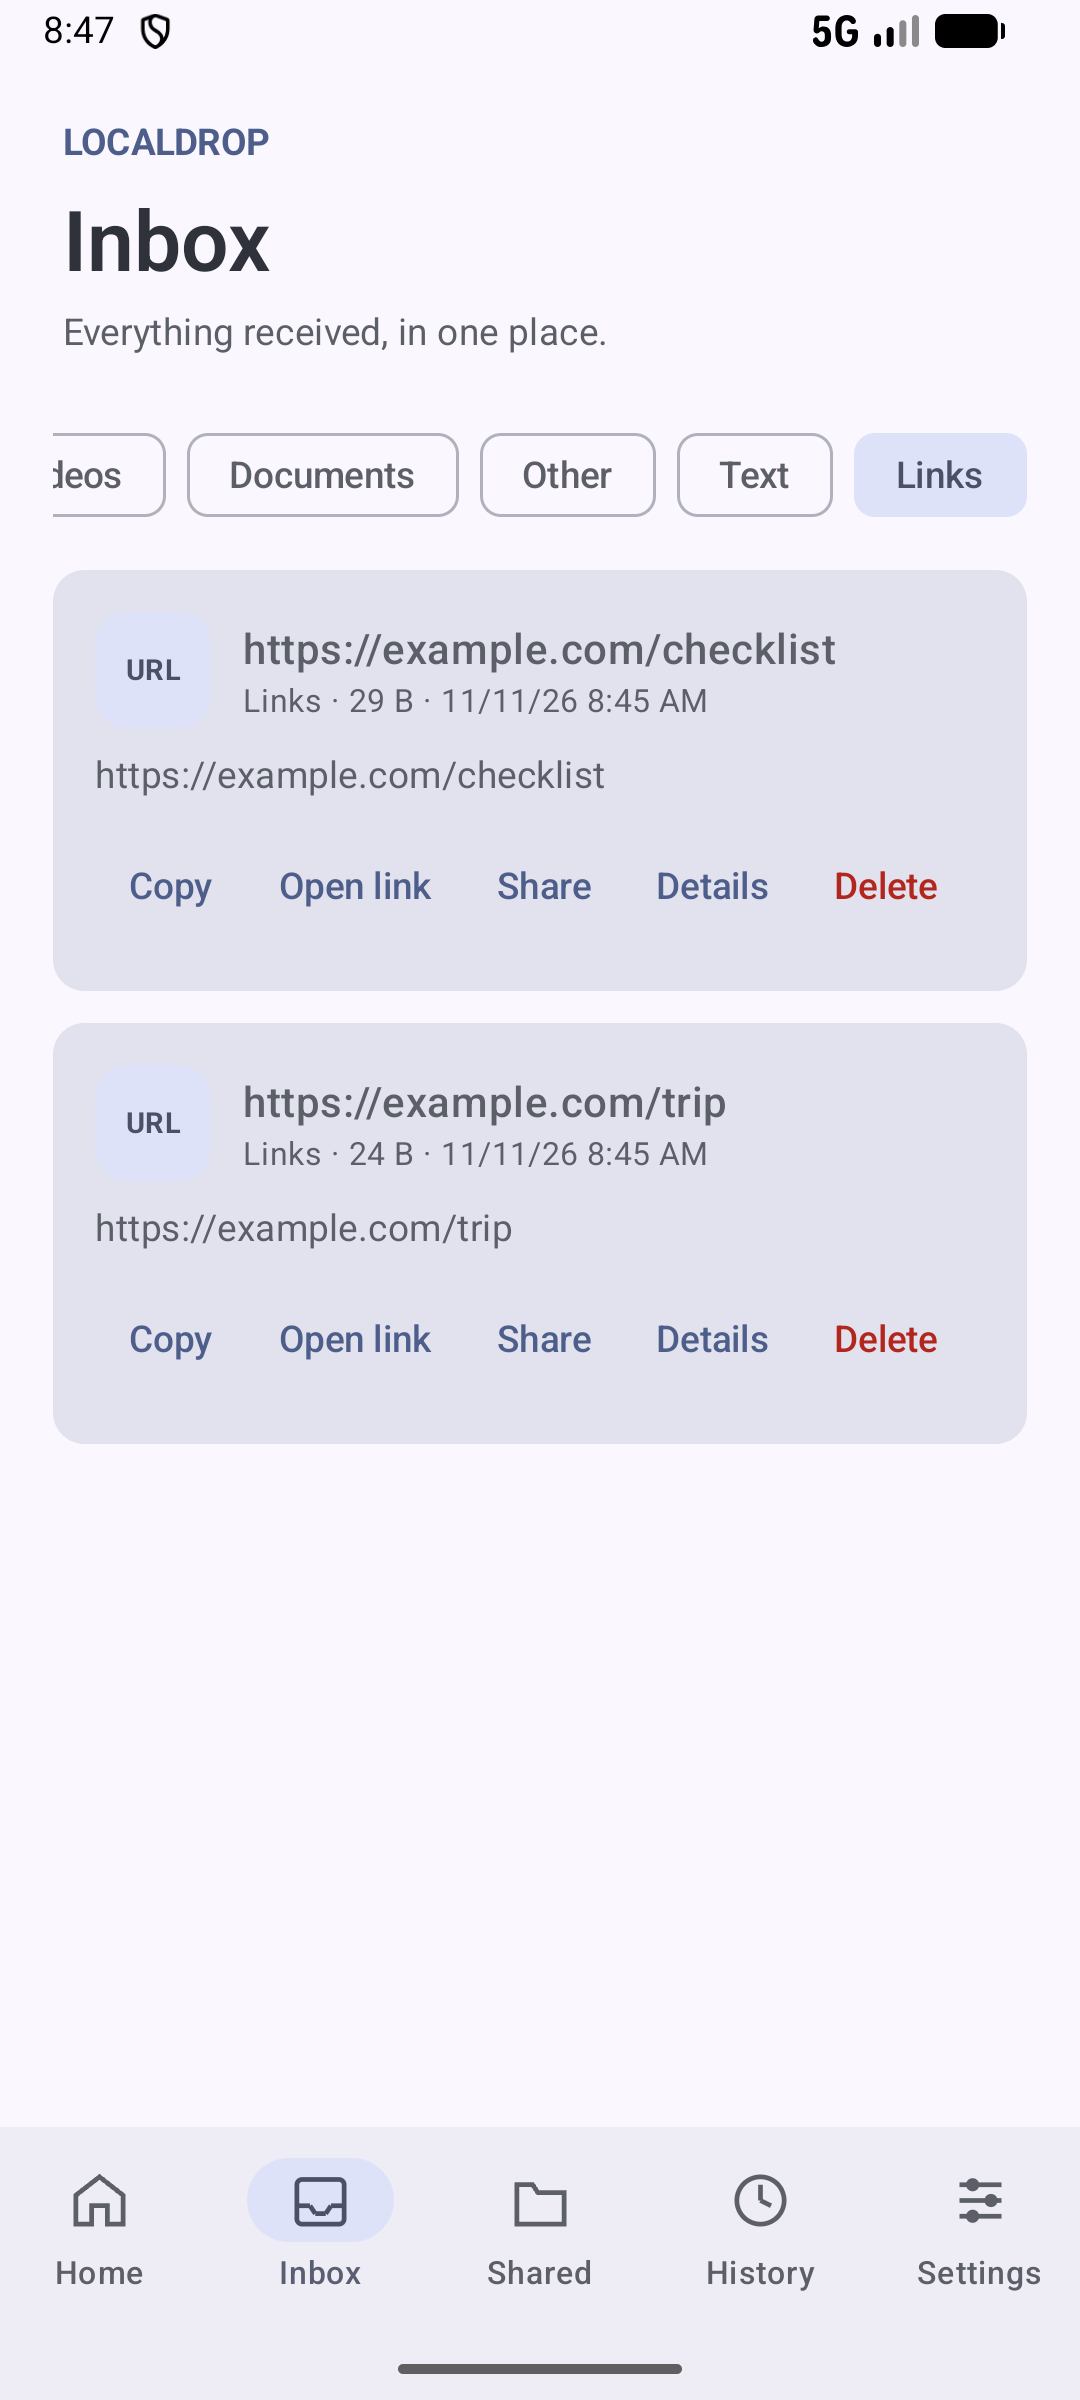 8:47
5G
LOCALDROP
Inbox
Everything received, in one place.
deos
Documents
Other
Text
Links
URL
https://example.com/checklist
Links · 29 B · 11/11/26 8:45 AM
https://example.com/checklist
Copy
Open link
Share
Details
Delete
URL
https://example.com/trip
Links · 24 B · 11/11/26 8:45 AM
https://example.com/trip
Copy
Open link
Share
Details
Delete
Home
Inbox
Shared
History
Settings